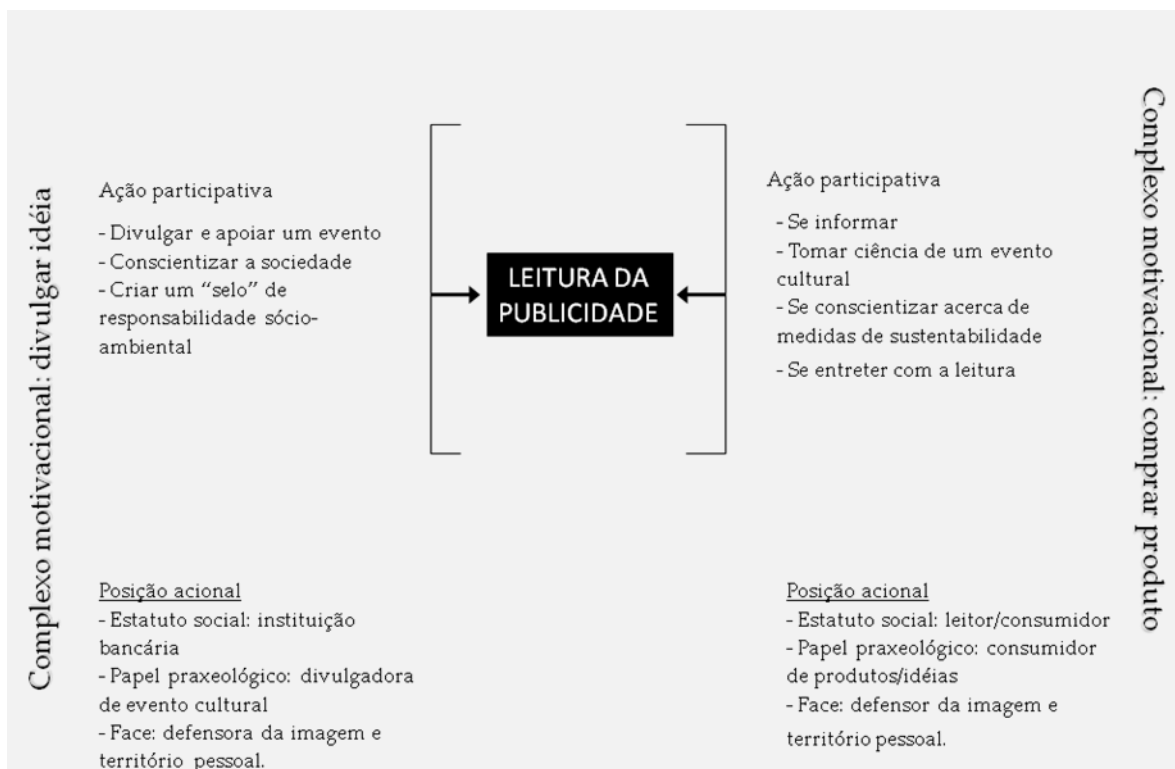 Complexo motivacional: divulgar idéia
Ação participativa
- Divulgar e apoiar um evento
- Conscientizar a sociedade
- Criar um “selo” de
responsabilidade sócio-
ambiental
Posição acional
- Estatuto social: instituição
bancária
- Papel praxeológico: divulgadora
de evento cultural
- Face: defensora da imagem e
território pessoal.
LEITURA DA
PUBLICIDADE
Ação participativa
- Se informar
- Tomar ciência de um evento
cultural
- Se conscientizar acerca de
medidas de sustentabilidade
- Se entreter com a leitura
Posição acional
- Estatuto social: leitor/consumidor
- Papel praxeológico: consumidor
de produtos/idéias
- Face: defensor da imagem e
território pessoal.
Complexo motivacional: comprar produto